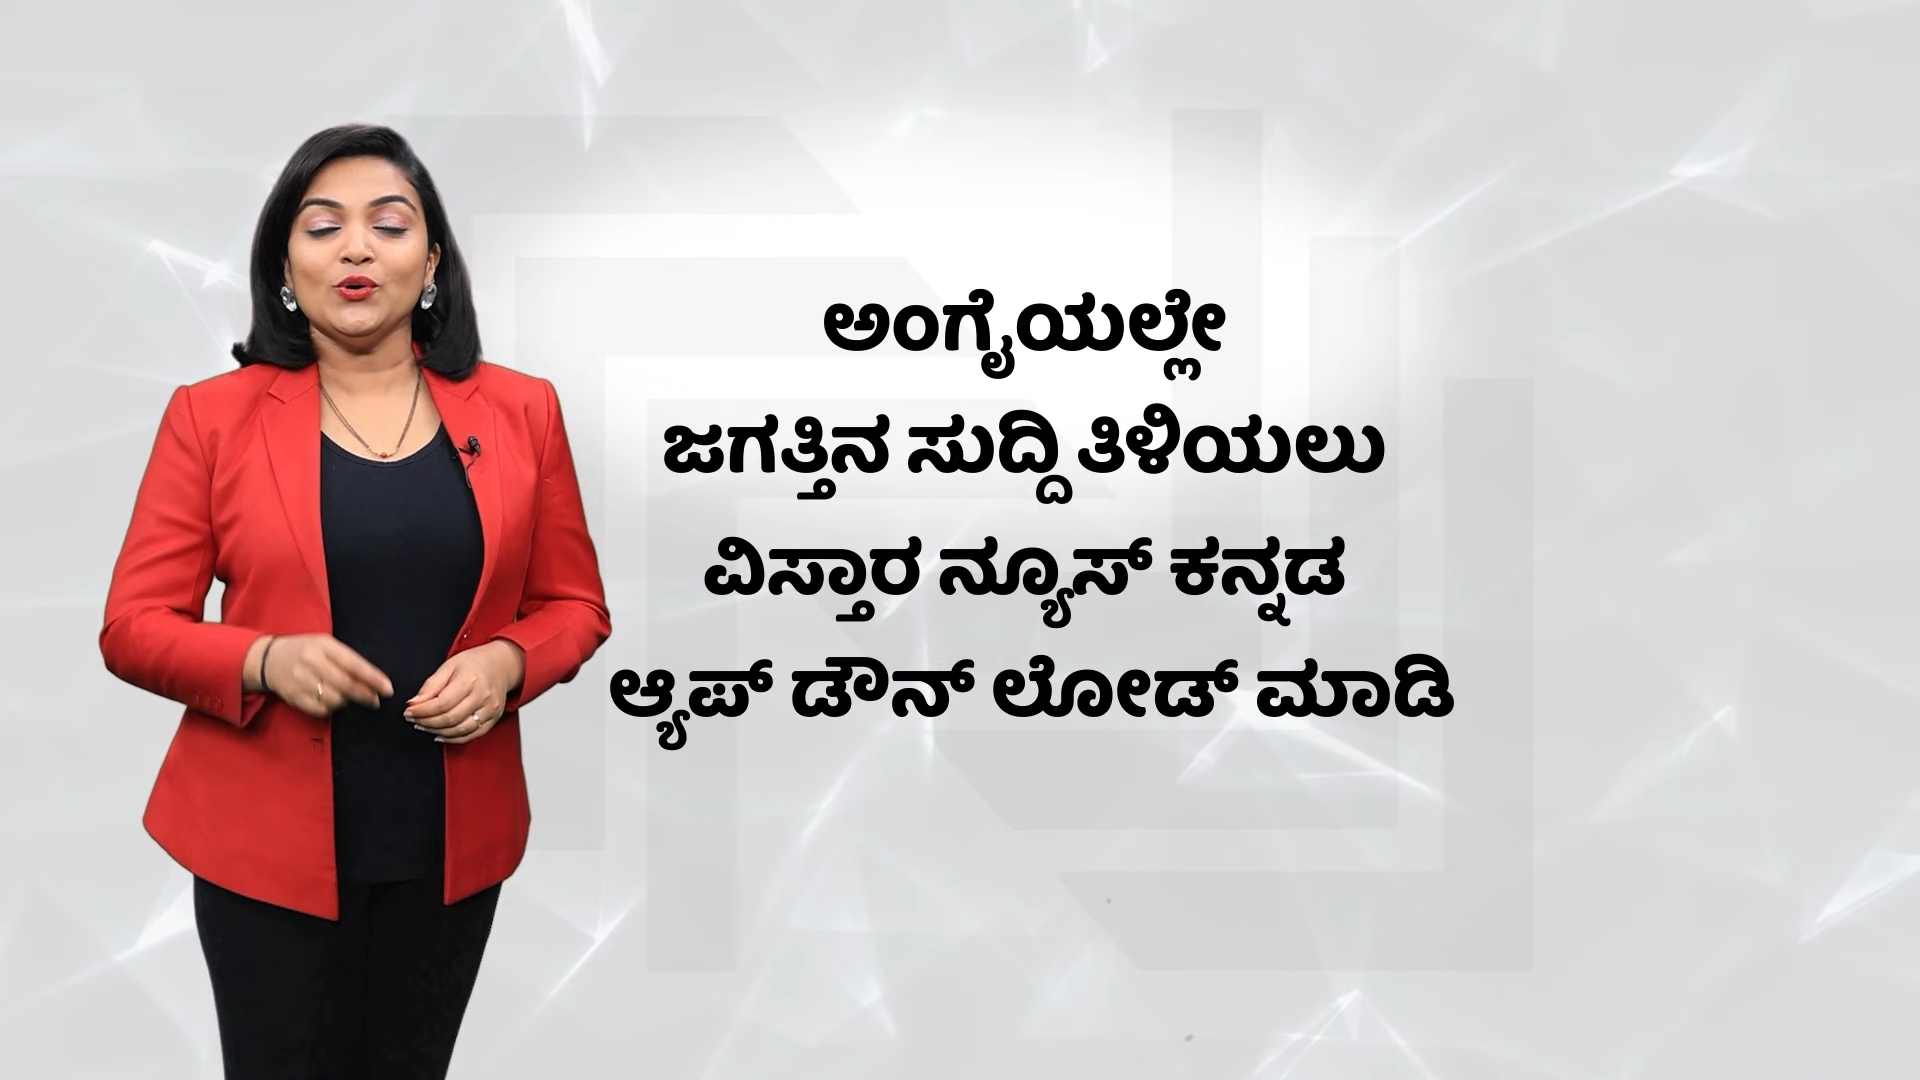 ಅಂಗೈಯಲ್ಲೇ
ಜಗತ್ತಿನ ಸುದ್ದಿ ತಿಳಿಯಲು
ವಿಸ್ತಾರ ನ್ಯೂಸ್ ಕನ್ನಡ
ಆ್ಯಪ್ ಡೌನ್ ಲೋಡ್ ಮಾಡಿ